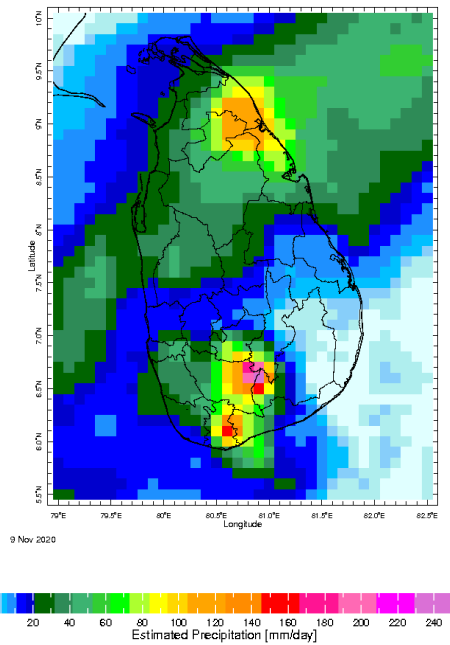 9.5°N
9°N
8.5°N
8°N
7.5°N
7.0°N
6.5°N
6.0°N
5.5°N
Latitude
79°E 79.5°E 80°E 80.5°E 81.0°E 81.5°E 82.0°E 82.5°E
Longitude
9 Nov 2020
20 40 60 80 100 120 140 160 180 200 220 240
Estimated Precipitation [mm/day]